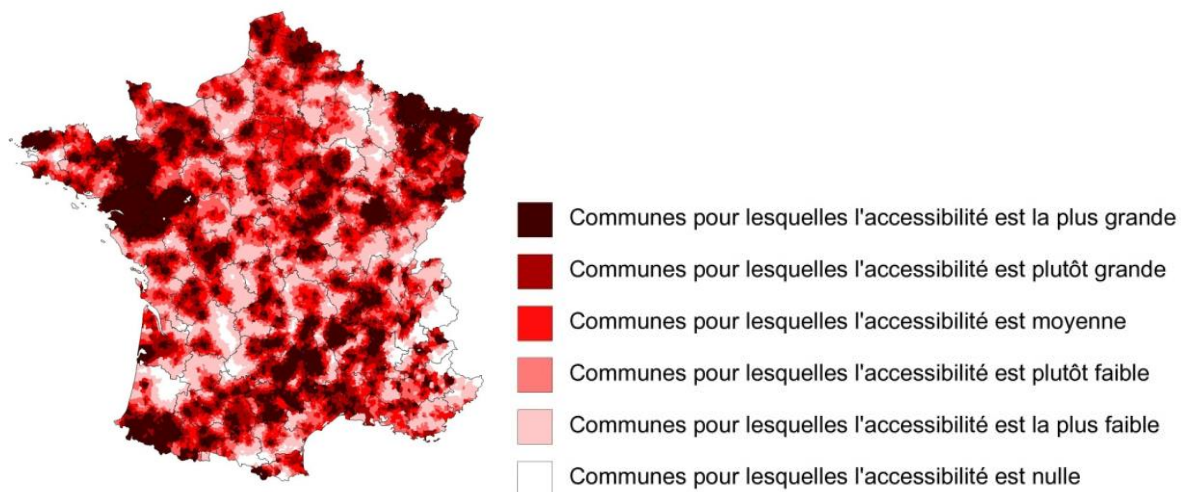 Communes pour lesquelles l'accessibilité est la plus grande
Communes pour lesquelles l'accessibilité est plutôt grande
Communes pour lesquelles l'accessibilité est moyenne
Communes pour lesquelles l'accessibilité est plutôt faible
Communes pour lesquelles l'accessibilité est la plus faible
Communes pour lesquelles l'accessibilité est nulle